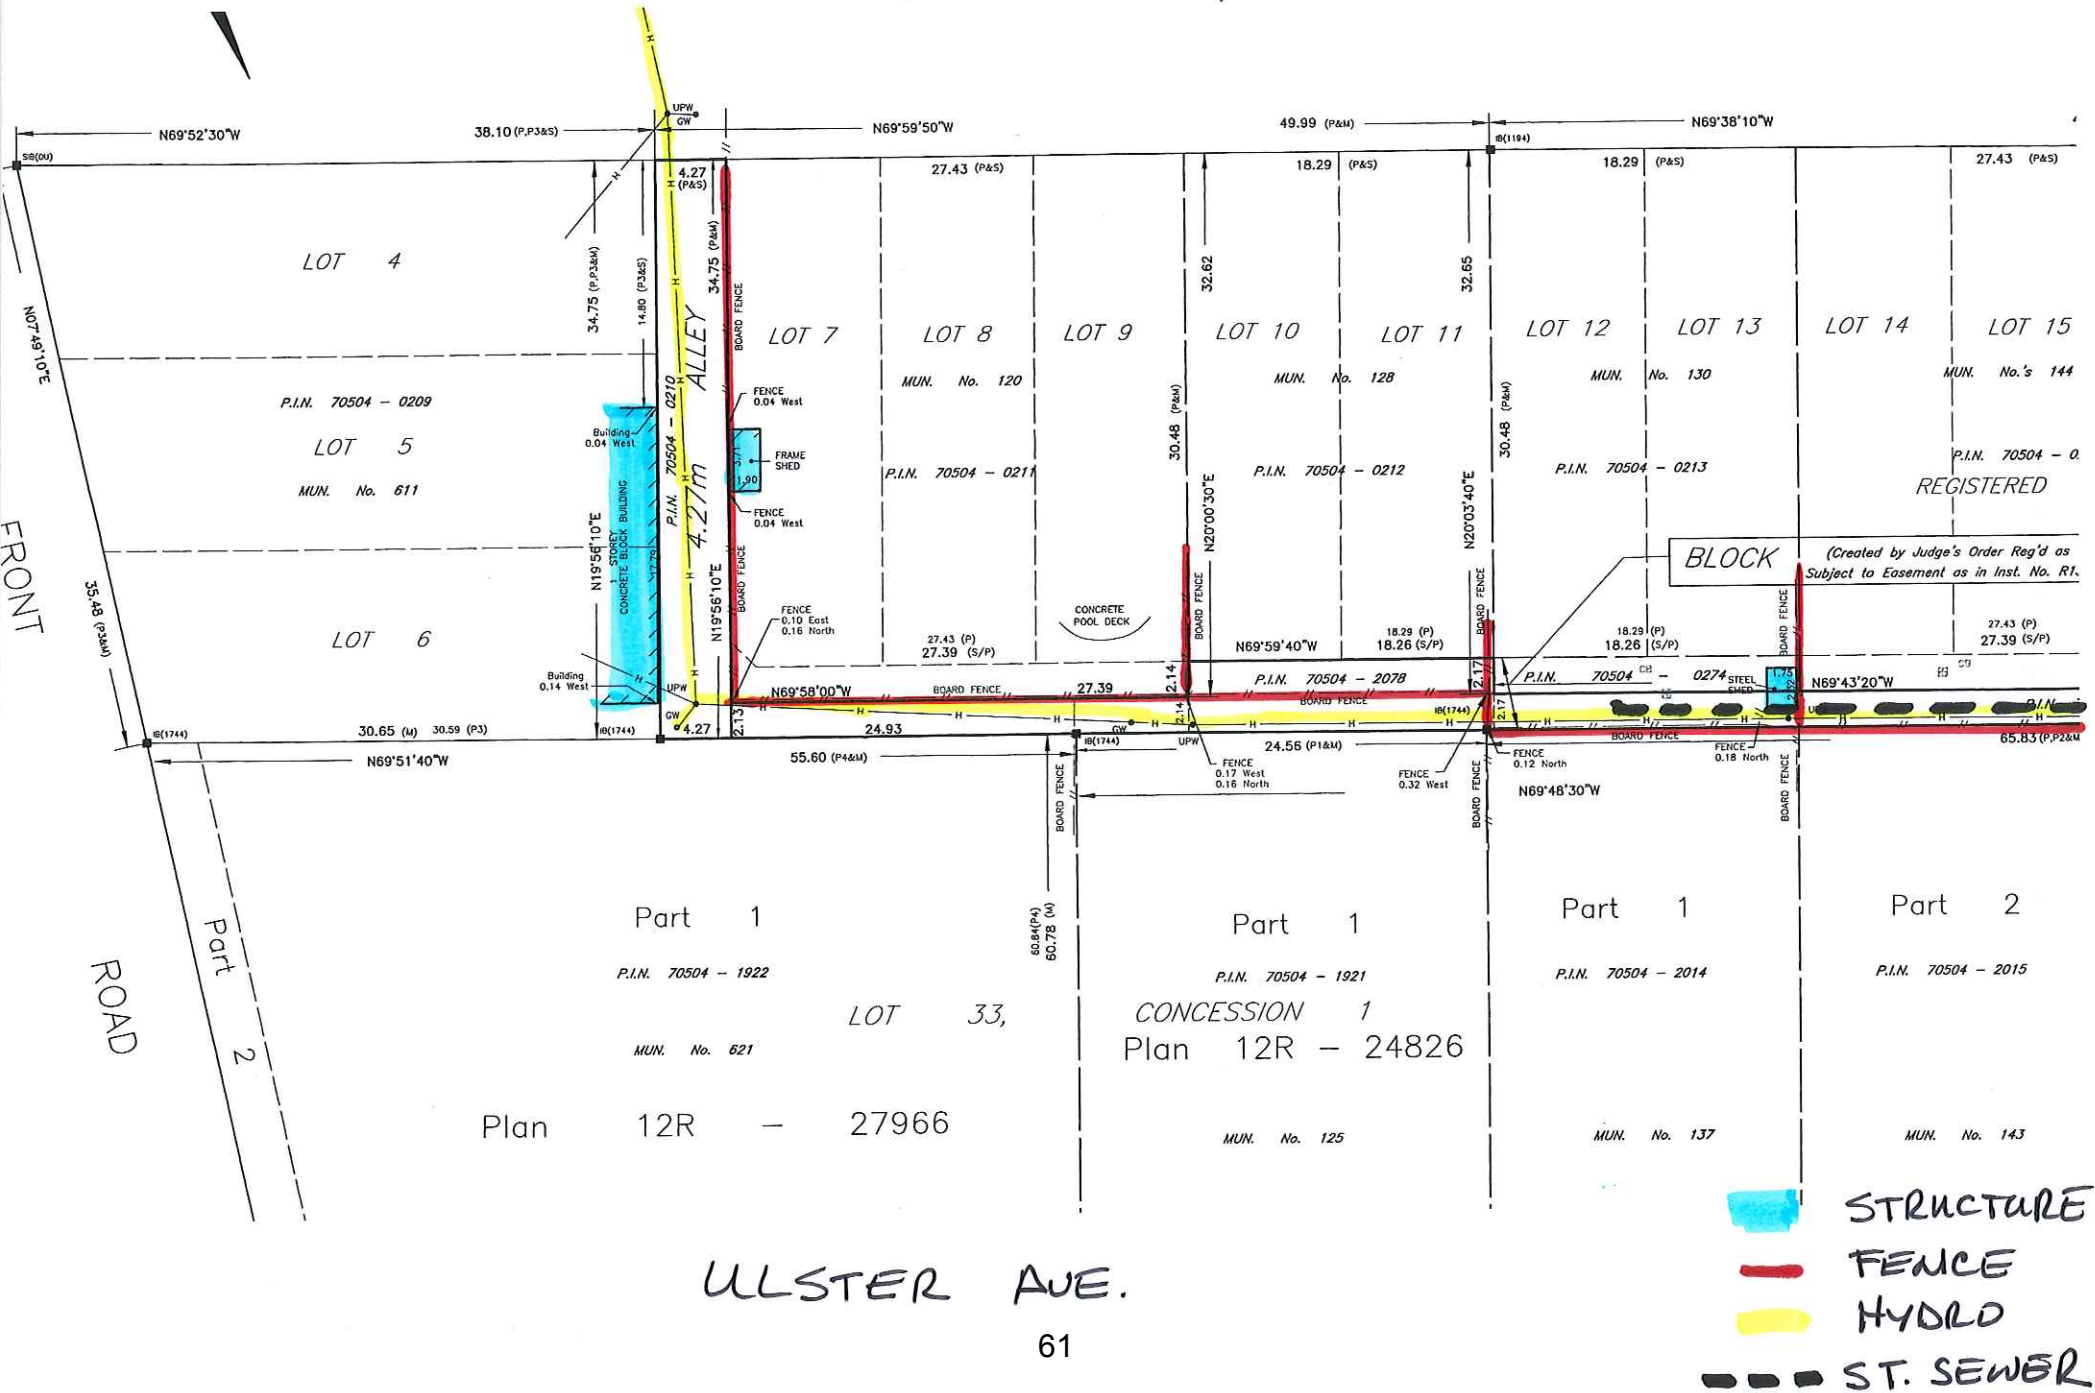 UPW
GW
N69°52'30"W
38.10 (P,P3&S)
N69°59'50"W
49.99 (P&M)
N69°38'10"W
SIB(OU)
IB(1194)
4.27
(P&S)
27.43 (P&S)
18.29 (P&S)
18.29 (P&S)
27.43 (P&S)
LOT 4
34.75 (P,P3&M)
14.80 (P3&S)
34.75 (P&M)
32.62
32.65
BOARD FENCE
ALLEY
N07°49'10"E
LOT 7
LOT 8
LOT 9
LOT 10
LOT 11
LOT 12
LOT 13
LOT 14
LOT 15
MUN. No. 120
MUN. No. 128
MUN. No. 130
MUN. No.'s 144
P.I.N. 70504 - 0209
P.I.N. 70504 - 0210
FENCE
0.04 West
30.48 (P&M)
30.48 (P&M)
LOT 5
Building
0.04 West
FRAME
SHED
3.71
1.90
P.I.N. 70504 - 0211
P.I.N. 70504 - 0212
P.I.N. 70504 - 0213
P.I.N. 70504 - 0.
REGISTERED
MUN. No. 611
4.27m
FENCE
0.04 West
N19°56'10"E
1 STOREY
CONCRETE BLOCK BUILDING
17.79
N20°00'30"E
N20°03'40"E
FRONT
BLOCK
(Created by Judge's Order Reg'd as
Subject to Easement as in Inst. No. R1.
35.48 (P3&M)
N19°56'10"E
BOARD FENCE
BOARD FENCE
BOARD FENCE
BOARD FENCE
LOT 6
FENCE
0.10 East
0.16 North
CONCRETE
POOL DECK
27.43 (P)
27.39 (S/P)
N69°59'40"W
18.29 (P)
18.26 (S/P)
18.29 (P)
18.26 (S/P)
27.43 (P)
27.39 (S/P)
Building
0.14 West
UPW
GW
N69°58'00"W
BOARD FENCE
27.39
2.14
P.I.N. 70504 - 2078
2.17
P.I.N. 70504 - 0274
CB
STEEL
SHED
1.75
N69°43'20"W
CB
BOARD FENCE
2.14
IB(1744)
2.17
P.I.N.
30.65 (M) 30.59 (P3)
IB(1744)
IB(1744)
4.27
2.13
24.93
GW
IB(1744)
UPW
24.56 (P1&M)
BOARD FENCE
65.83 (P,P2&M
N69°51'40"W
55.60 (P4&M)
FENCE
0.17 West
0.16 North
FENCE
0.32 West
FENCE
0.12 North
FENCE
0.18 North
N69°48'30"W
BOARD FENCE
BOARD FENCE
BOARD FENCE
60.84(P4)
60.78 (M)
Part 1
Part 1
Part 1
Part 2
Part 2
P.I.N. 70504 - 1922
P.I.N. 70504 - 1921
P.I.N. 70504 - 2014
P.I.N. 70504 - 2015
ROAD
LOT 33, CONCESSION 1
MUN. No. 621
Plan 12R - 24826
Plan 12R - 27966
MUN. No. 125
MUN. No. 137
MUN. No. 143
STRUCTURE
FENCE
HYDRO
ST. SEWER
ULSTER AVE.
61